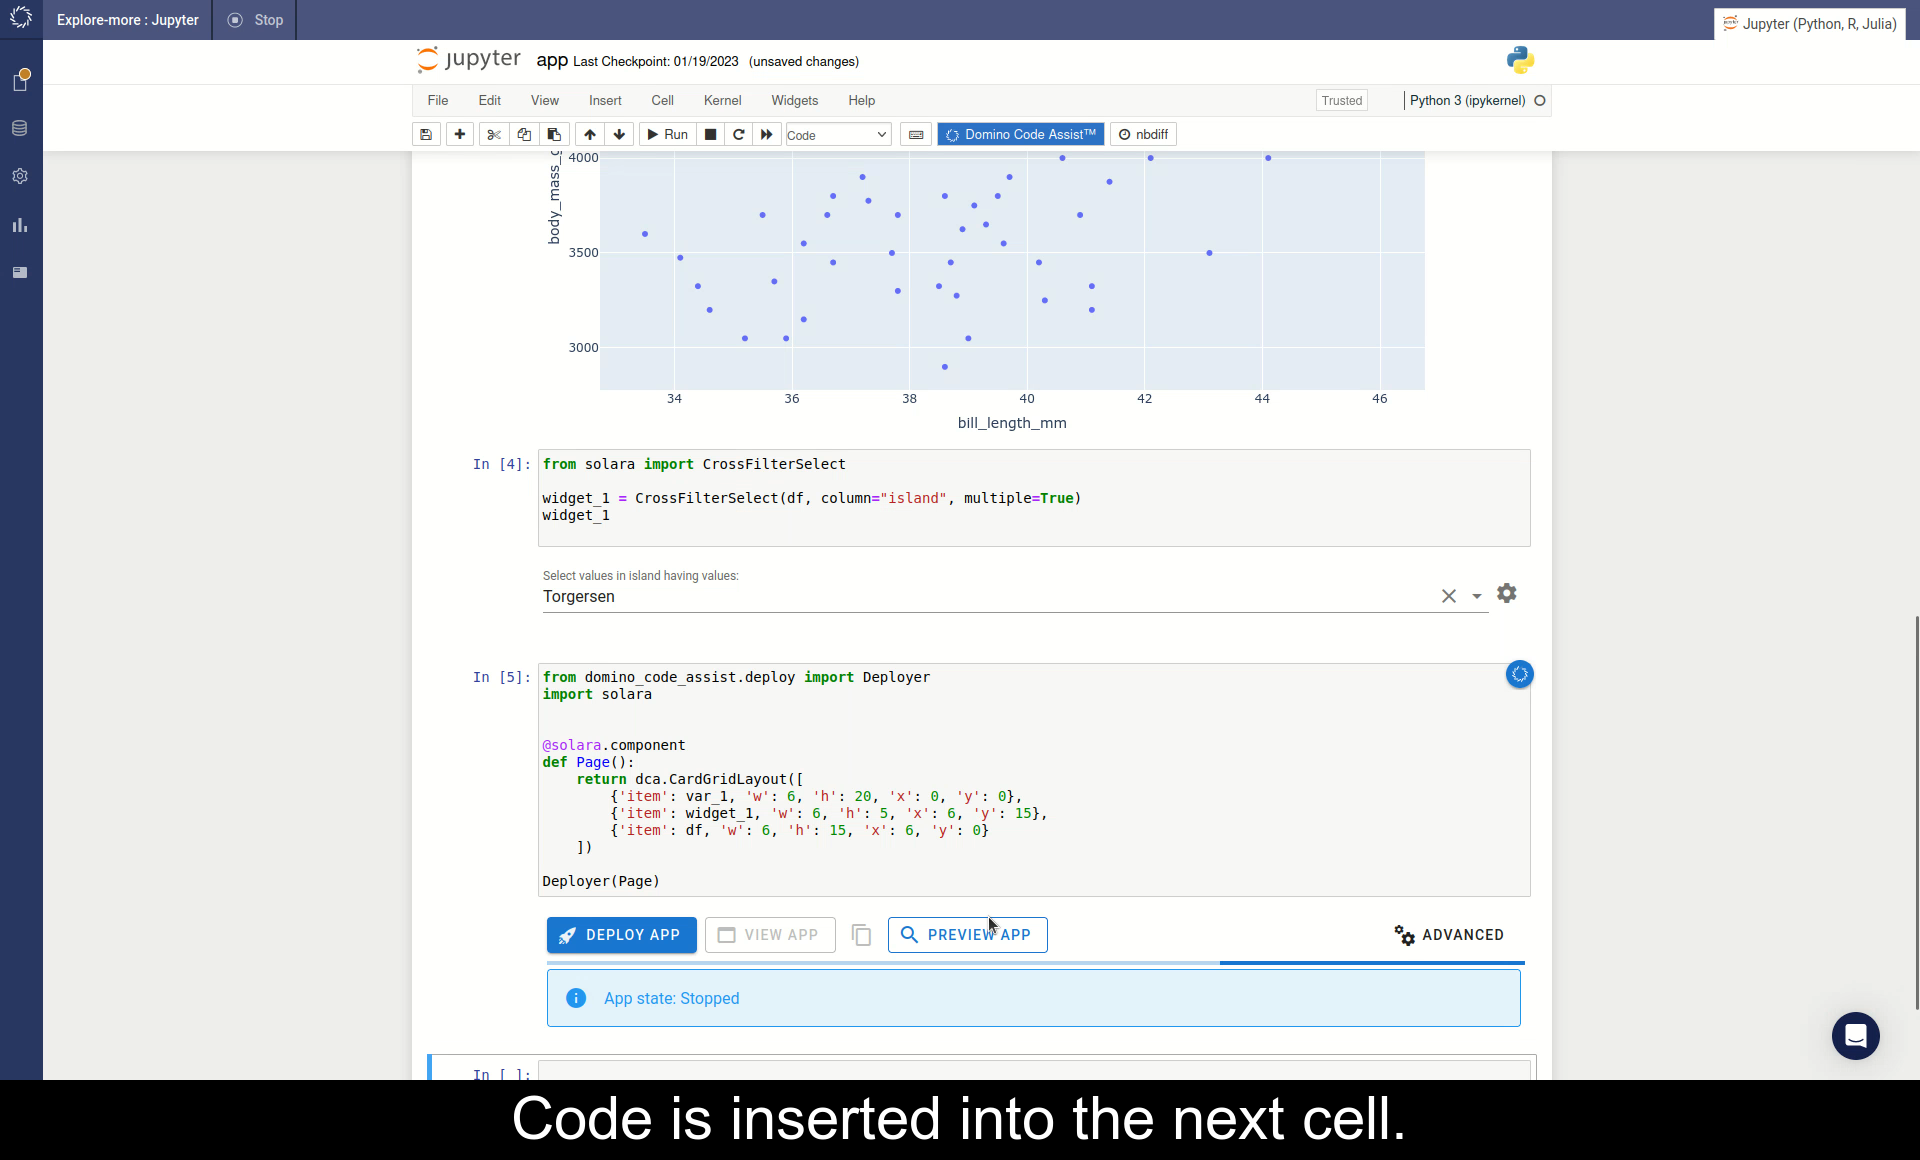 Explore-more : Jupyter
Stop
Jupyter (Python, R, Julia)
jupyter app Last Checkpoint: 01/19/2023 (unsaved changes)
File Edit View Insert Cell Kernel Widgets Help
Trusted
Python 3 (ipykernel)
Run
Code
Domino Code Assist™
nbdiff
4000
3500
3000
34 36 38 40 42 44 46
bill_length_mm
In [4]:
from solara import CrossFilterSelect
widget_1 = CrossFilterSelect(df, column="island", multiple=True)
widget_1
Select values in island having values:
Torgersen
In [5]:
from domino_code_assist.deploy import Deployer
import solara
@solara.component
def Page():
    return dca.CardGridLayout([
        {'item': var_1, 'w': 6, 'h': 20, 'x': 0, 'y': 0},
        {'item': widget_1, 'w': 6, 'h': 5, 'x': 6, 'y': 15},
        {'item': df, 'w': 6, 'h': 15, 'x': 6, 'y': 0}
    ])
Deployer(Page)
DEPLOY APP
VIEW APP
PREVIEW APP
ADVANCED
App state: Stopped
In [ ]:
Code is inserted into the next cell.